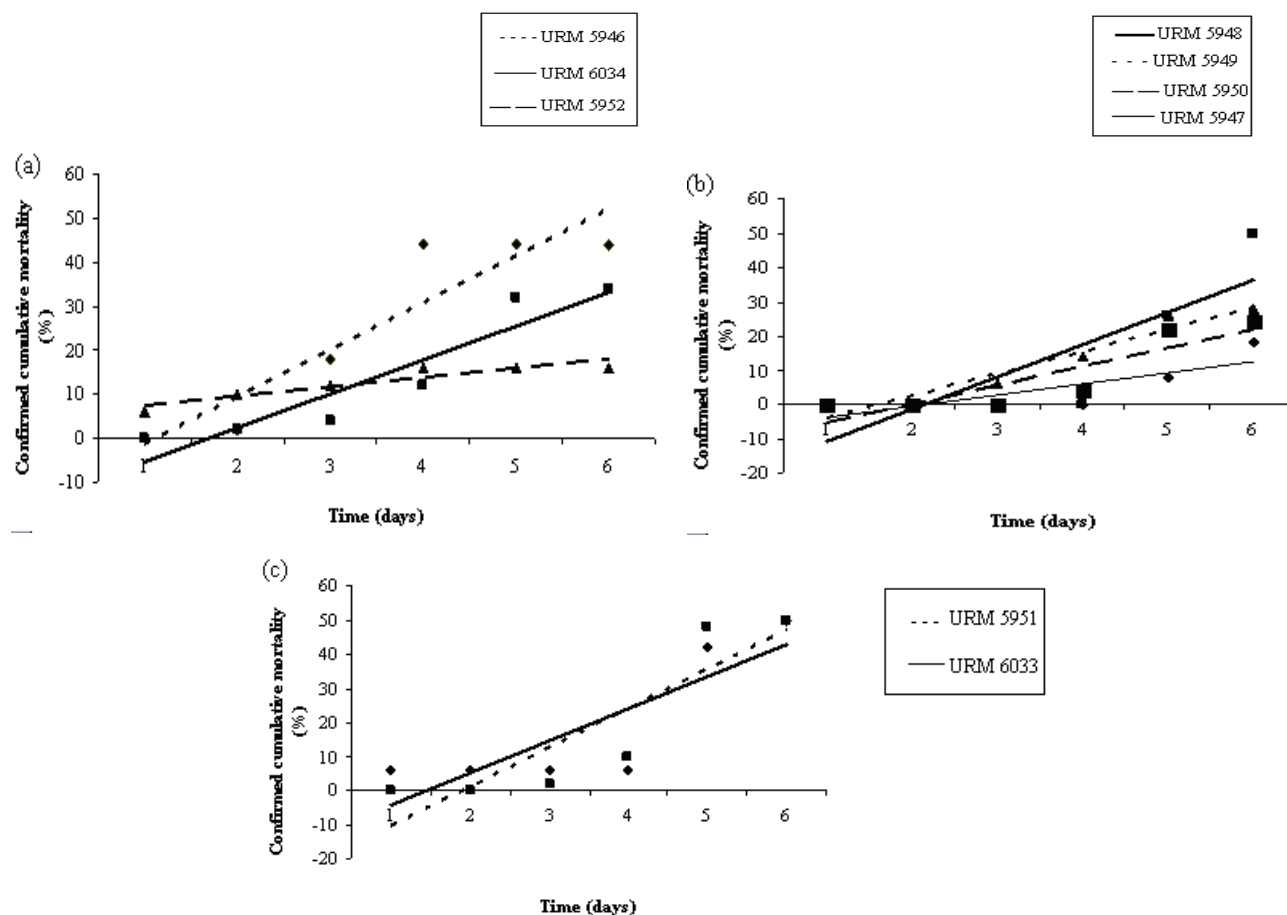 URM 5946
URM 6034
URM 5952
URM 5948
URM 5949
URM 5950
URM 5947
(a)
Confirmed cumulative mortality
(%)
60
50
40
30
20
10
0
-10
1 2 3 4 5 6
Time (days)
(b)
Confirmed cumulative mortality
(%)
60
50
40
30
20
10
0
-10
-20
1 2 3 4 5 6
Time (days)
(c)
Confirmed cumulative mortality
(%)
60
50
40
30
20
10
0
-10
-20
1 2 3 4 5 6
Time (days)
URM 5951
URM 6033